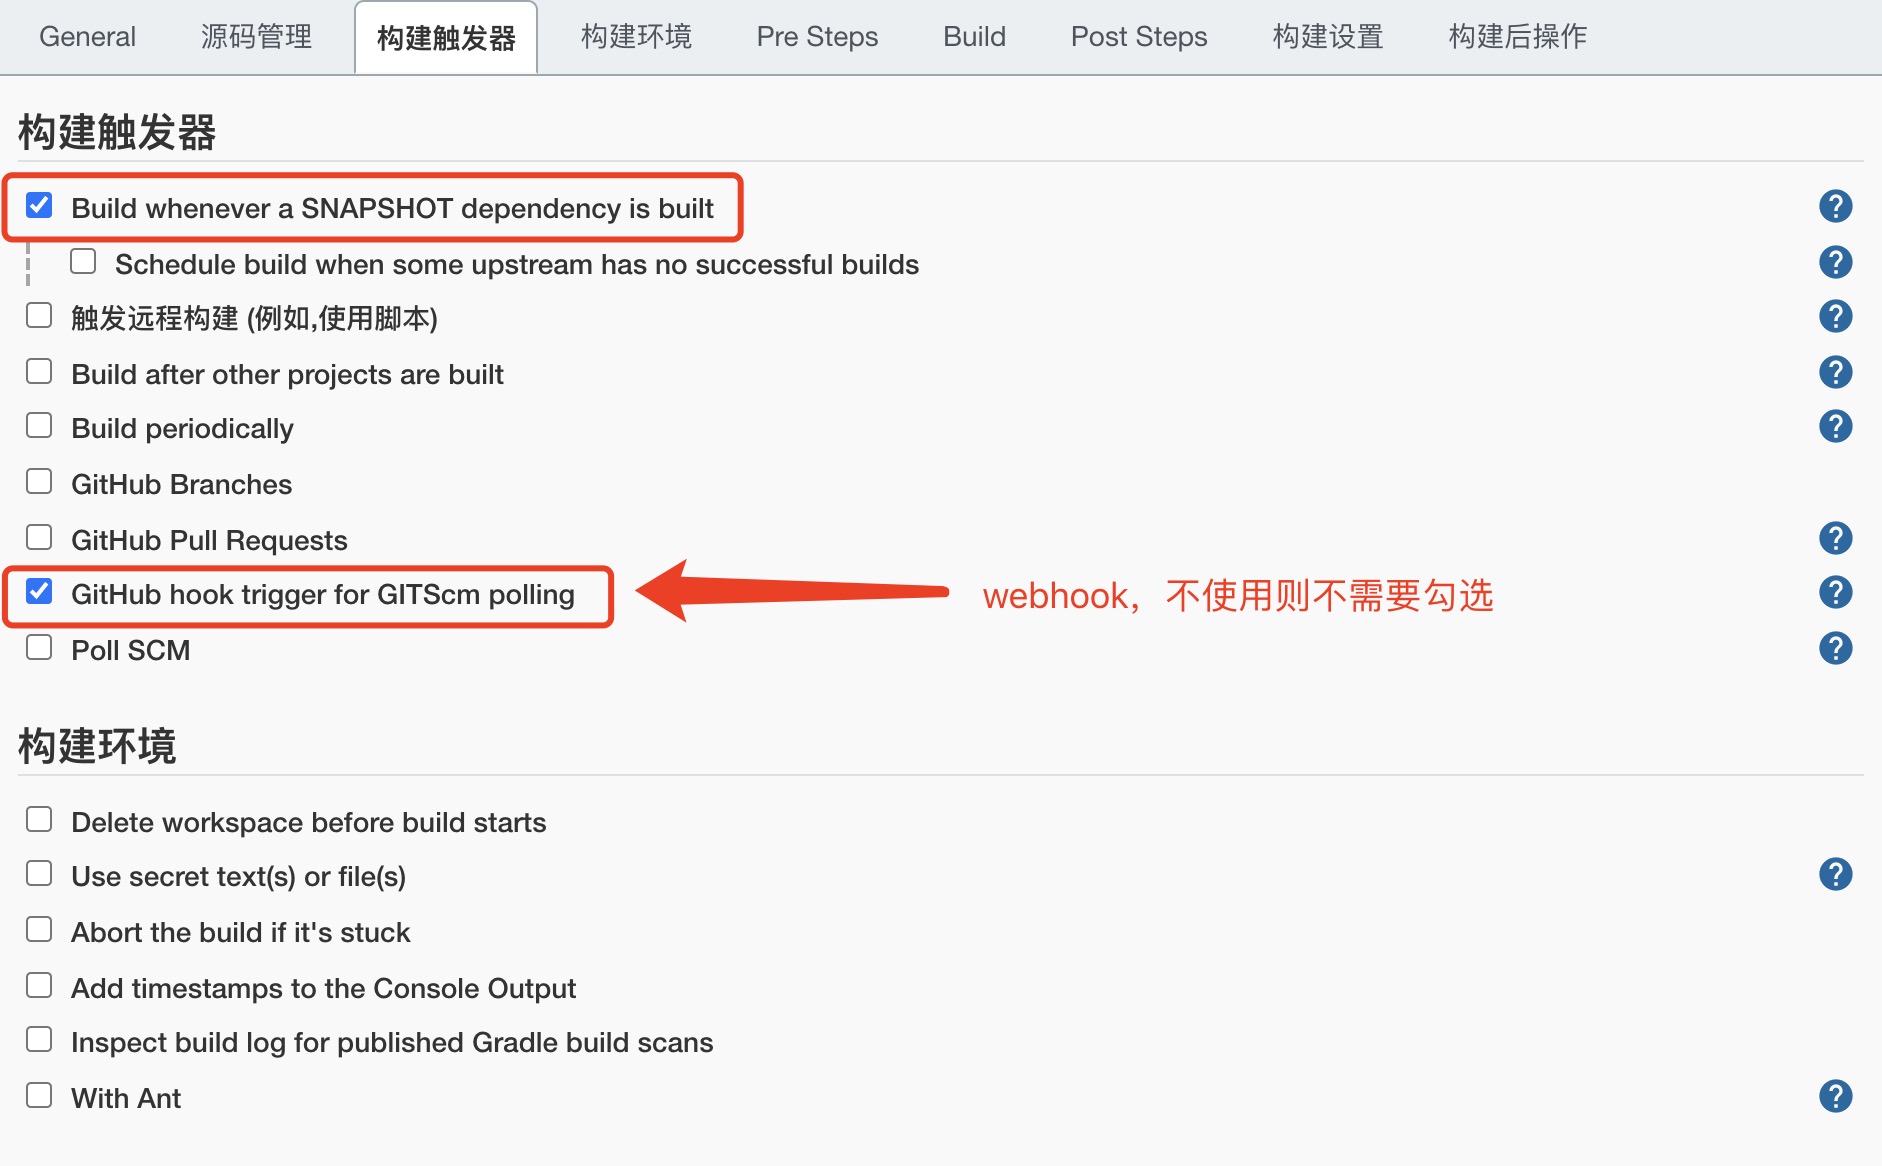 General 源码管理 构建触发器 构建环境 Pre Steps Build Post Steps 构建设置 构建后操作
构建触发器
Build whenever a SNAPSHOT dependency is built
Schedule build when some upstream has no successful builds
触发远程构建 (例如,使用脚本)
Build after other projects are built
Build periodically
GitHub Branches
GitHub Pull Requests
GitHub hook trigger for GITScm polling webhook，不使用则不需要勾选
Poll SCM
构建环境
Delete workspace before build starts
Use secret text(s) or file(s)
Abort the build if it's stuck
Add timestamps to the Console Output
Inspect build log for published Gradle build scans
With Ant